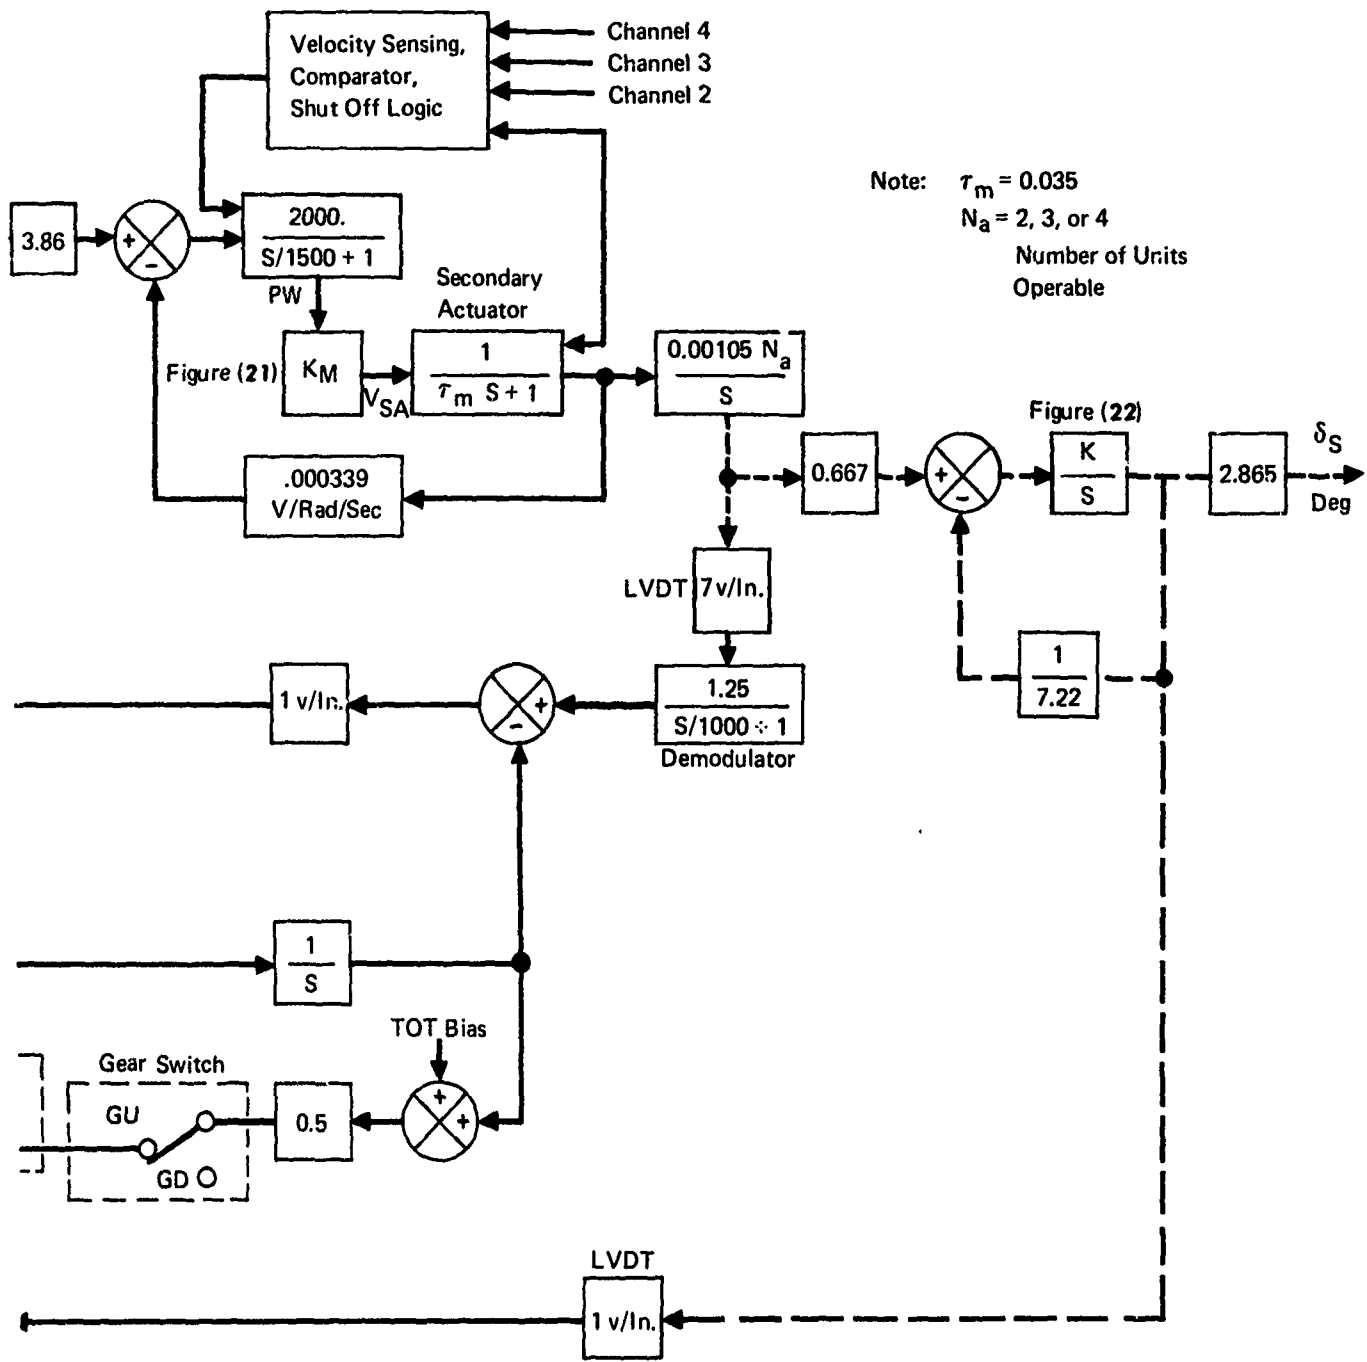 Velocity Sensing,
Comparator,
Shut Off Logic
Channel 4
Channel 3
Channel 2
Note: τm = 0.035
Na = 2, 3, or 4
Number of Units
Operable
3.86
+
-
2000.
S/1500 + 1
PW
Secondary
Actuator
Figure (21)
KM
VSA
1
τm S + 1
0.00105 Na
S
.000339
V/Rad/Sec
0.667
+
-
Figure (22)
K
S
2.865
δS
Deg
LVDT
7v/In.
1
7.22
1 v/In.
+
-
1.25
S/1000 + 1
Demodulator
1
S
TOT Bias
+
+
Gear Switch
GU
GD
0.5
LVDT
1 v/In.